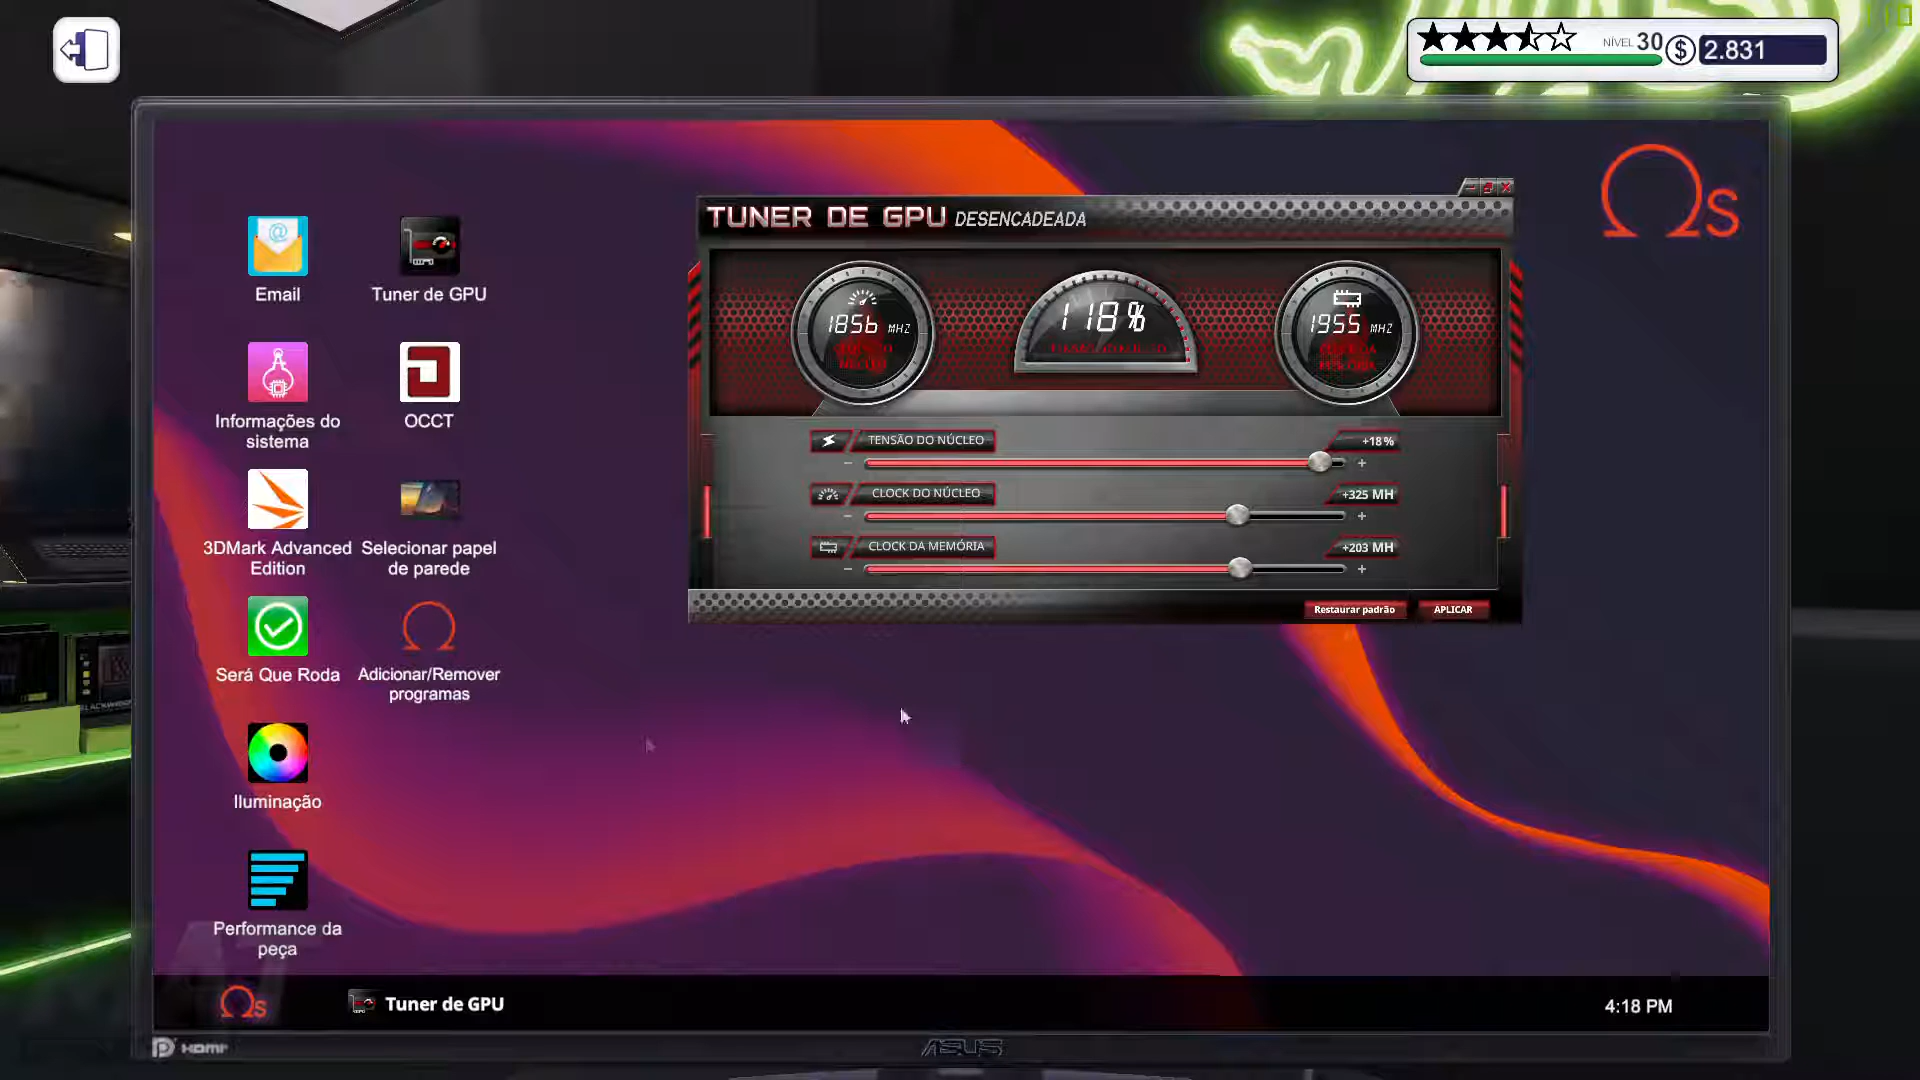 NÍVEL 30
$ 2.831
TUNER DE GPU DESENCADEADA
1856 MHZ
118%
1955 MHZ
TENSÃO DO NÚCLEO
+18%
CLOCK DO NÚCLEO
+325 MH
CLOCK DA MEMÓRIA
+203 MH
Restaurar padrão
APLICAR
Email
Tuner de GPU
Informações do
sistema
OCCT
3DMark Advanced
Edition
Selecionar papel
de parede
Será Que Roda
Adicionar/Remover
programas
Iluminação
Performance da
peça
Ωs
Ωs
Tuner de GPU
4:18 PM
HDMI
ASUS